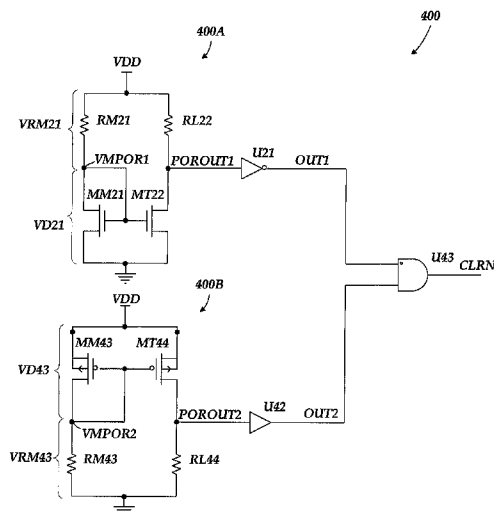 400A
400
VDD
VRM21
RM21
RL22
VMPOR1
POROUT1
U21
OUT1
MM21
MT22
VD21
U43
CLRN
400B
VDD
MM43
MT44
VD43
U42
POROUT2
OUT2
VMPOR2
VRM43
RM43
RL44